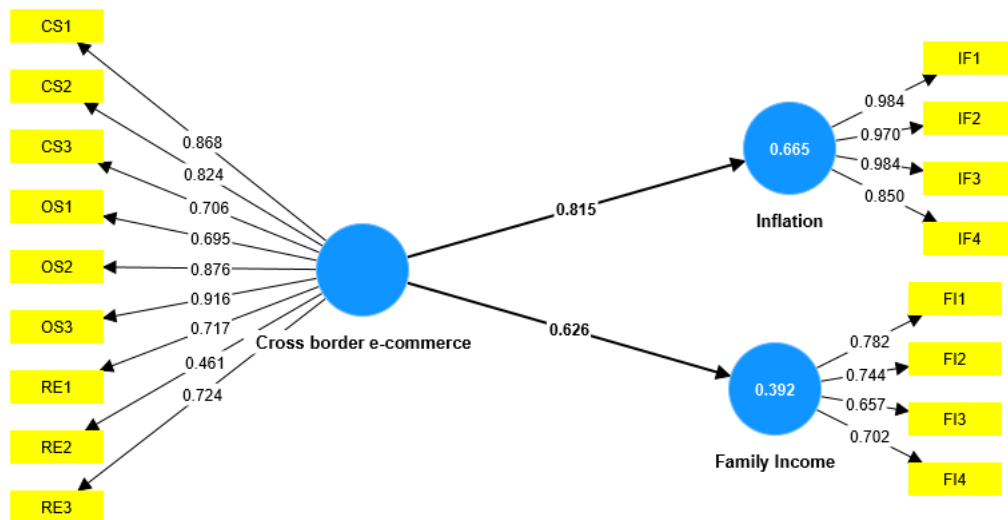 CS1
CS2
CS3
OS1
OS2
OS3
RE1
RE2
RE3
0.868
0.824
0.706
0.695
0.876
0.916
0.717
0.461
0.724
Cross border e-commerce
0.815
0.626
0.665
Inflation
0.392
Family Income
0.984
0.970
0.984
0.850
IF1
IF2
IF3
IF4
0.782
0.744
0.657
0.702
FI1
FI2
FI3
FI4